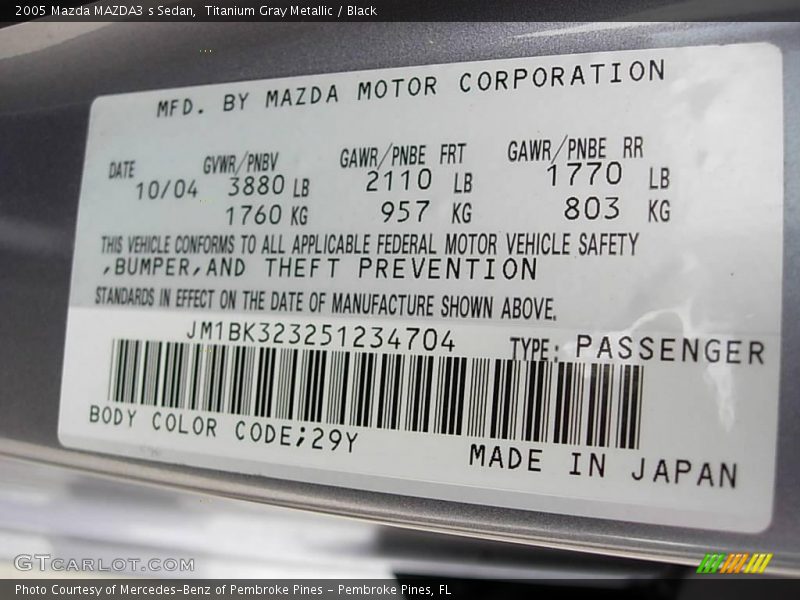 2005 Mazda MAZDA3 s Sedan,  Titanium Gray Metallic / Black
MFD. BY MAZDA MOTOR CORPORATION
DATE GVWR/PNBV GAWR/PNBE FRT GAWR/PNBE RR
10/04 3880 LB 2110 LB 1770 LB
1760 KG 957 KG 803 KG
THIS VEHICLE CONFORMS TO ALL APPLICABLE FEDERAL MOTOR VEHICLE SAFETY
,BUMPER,AND THEFT PREVENTION
STANDARDS IN EFFECT ON THE DATE OF MANUFACTURE SHOWN ABOVE.
JM1BK323251234704 TYPE: PASSENGER
BODY COLOR CODE;29Y
MADE IN JAPAN
GTCARLOT.COM
Photo Courtesy of Mercedes-Benz of Pembroke Pines - Pembroke Pines, FL